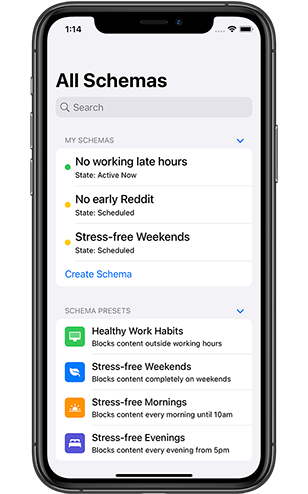 1:14
All Schemas
Search
MY SCHEMAS
No working late hours
State: Active Now
No early Reddit
State: Scheduled
Stress-free Weekends
State: Scheduled
Create Schema
SCHEMA PRESETS
Healthy Work Habits
Blocks content outside working hours
Stress-free Weekends
Blocks content completely on weekends
Stress-free Mornings
Blocks content every morning until 10am
Stress-free Evenings
Blocks content every evening from 5pm